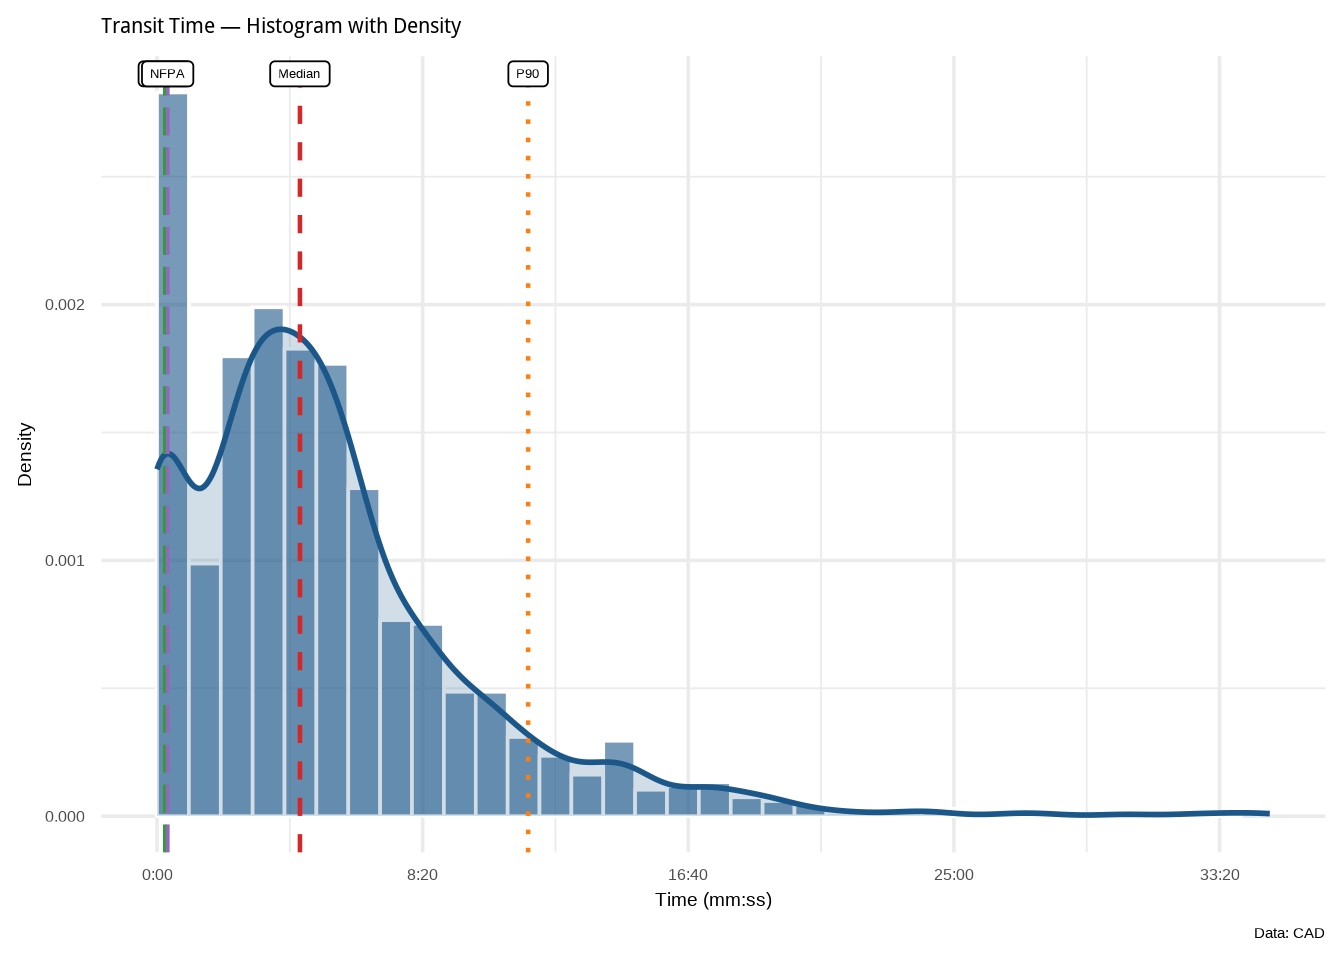 Transit Time — Histogram with Density
NFPA
Median
P90
0.002
0.001
0.000
Density
0:00
8:20
16:40
25:00
33:20
Time (mm:ss)
Data: CAD